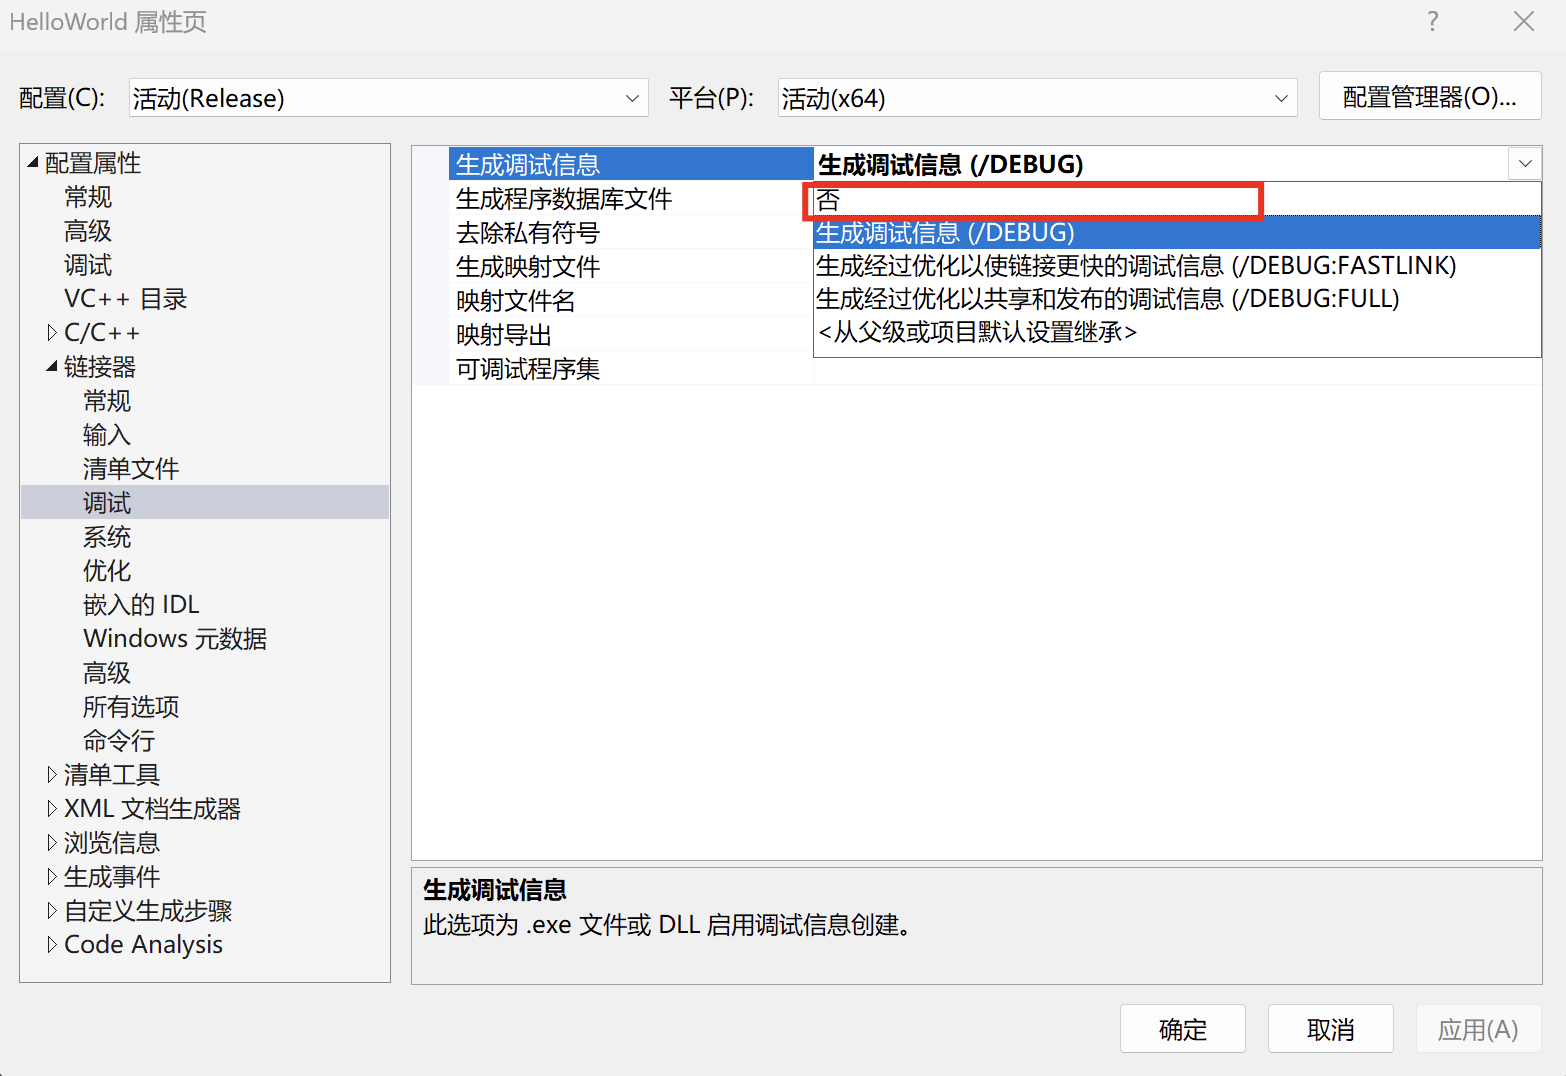 HelloWorld 属性页
?
配置(C):
活动(Release)
平台(P):
活动(x64)
配置管理器(O)...
配置属性
常规
高级
调试
VC++ 目录
C/C++
链接器
常规
输入
清单文件
调试
系统
优化
嵌入的 IDL
Windows 元数据
高级
所有选项
命令行
清单工具
XML 文档生成器
浏览信息
生成事件
自定义生成步骤
Code Analysis
生成调试信息
生成调试信息 (/DEBUG)
生成程序数据库文件
否
去除私有符号
生成调试信息 (/DEBUG)
生成映射文件
生成经过优化以使链接更快的调试信息 (/DEBUG:FASTLINK)
映射文件名
生成经过优化以共享和发布的调试信息 (/DEBUG:FULL)
映射导出
<从父级或项目默认设置继承>
可调试程序集
生成调试信息
此选项为 .exe 文件或 DLL 启用调试信息创建。
确定
取消
应用(A)